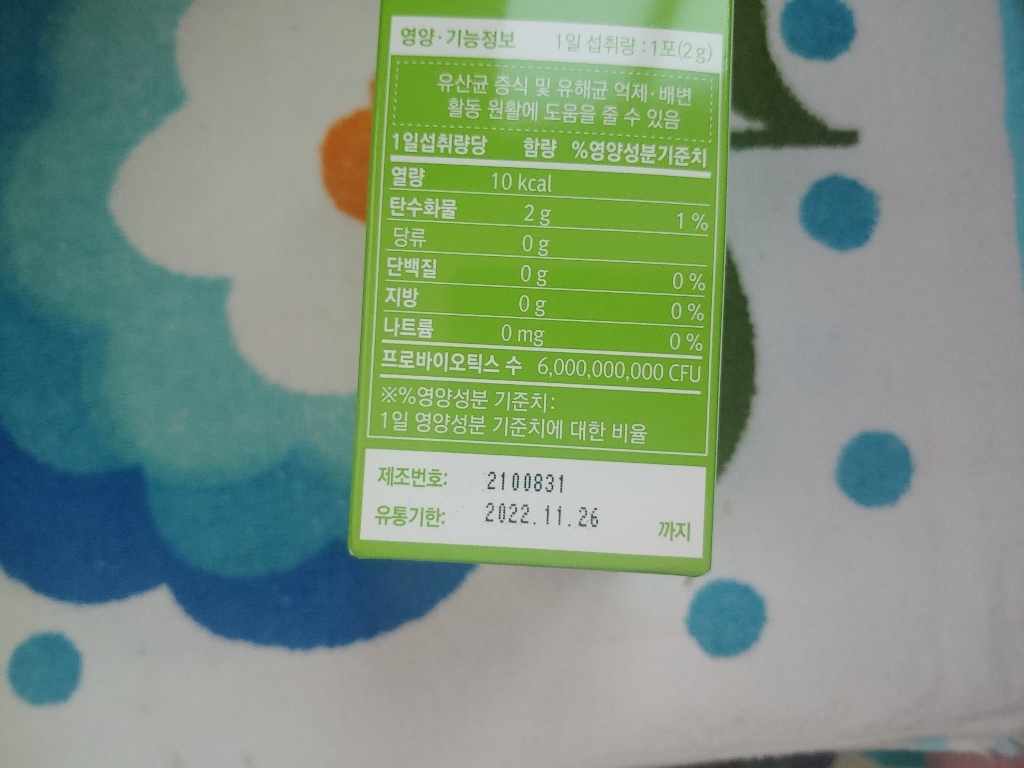 영양·기능정보 1일 섭취량 : 1포(2g)
유산균 증식 및 유해균 억제·배변
활동 원활에 도움을 줄 수 있음
1일섭취량당 함량 %영양성분기준치
열량 10 kcal
탄수화물 2 g 1 %
당류 0 g
단백질 0 g 0 %
지방 0 g 0 %
나트륨 0 mg 0 %
프로바이오틱스 수 6,000,000,000 CFU
※%영양성분 기준치:
1일 영양성분 기준치에 대한 비율
제조번호: 2100831
유통기한: 2022.11.26 까지